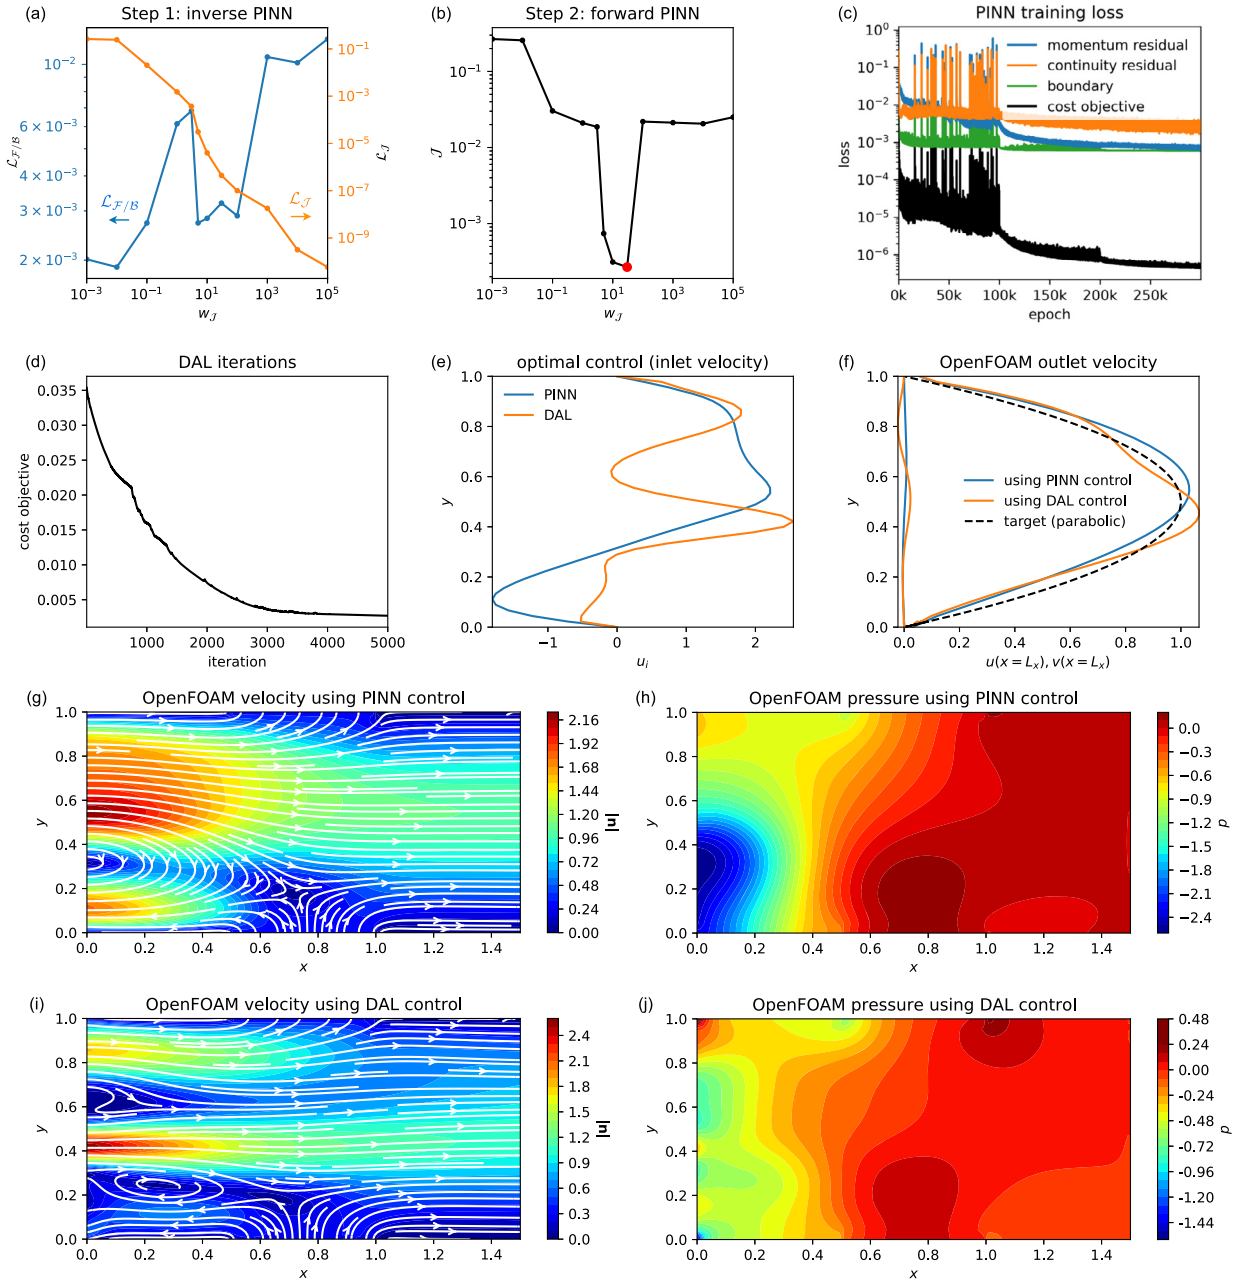 (a)
Step 1: inverse PINN
10⁻²
6 × 10⁻³
4 × 10⁻³
3 × 10⁻³
2 × 10⁻³
ℒ_ℱ/ℬ
ℒ_ℱ/ℬ
ℒ_𝒥
10⁻¹
10⁻³
10⁻⁵
10⁻⁷
10⁻⁹
ℒ_𝒥
10⁻³ 10⁻¹ 10¹ 10³ 10⁵
w_𝒥
(b)
Step 2: forward PINN
10⁻¹
10⁻²
10⁻³
𝒥
10⁻³ 10⁻¹ 10¹ 10³ 10⁵
w_𝒥
(c)
PINN training loss
momentum residual
continuity residual
boundary
cost objective
10⁰
10⁻¹
10⁻²
10⁻³
10⁻⁴
10⁻⁵
10⁻⁶
loss
0k 50k 100k 150k 200k 250k
epoch
(d)
DAL iterations
0.035
0.030
0.025
0.020
0.015
0.010
0.005
cost objective
1000 2000 3000 4000 5000
iteration
(e)
optimal control (inlet velocity)
PINN
DAL
1.0
0.8
0.6
0.4
0.2
0.0
y
−1 0 1 2
u_i
(f)
OpenFOAM outlet velocity
using PINN control
using DAL control
target (parabolic)
1.0
0.8
0.6
0.4
0.2
0.0
y
0.0 0.2 0.4 0.6 0.8 1.0
u(x = L_x), v(x = L_x)
(g)
OpenFOAM velocity using PINN control
1.0
0.8
0.6
0.4
0.2
0.0
y
0.0 0.2 0.4 0.6 0.8 1.0 1.2 1.4
x
2.16
1.92
1.68
1.44
1.20
0.96
0.72
0.48
0.24
0.00
|u|
(h)
OpenFOAM pressure using PINN control
1.0
0.8
0.6
0.4
0.2
0.0
y
0.0 0.2 0.4 0.6 0.8 1.0 1.2 1.4
x
0.0
−0.3
−0.6
−0.9
−1.2
−1.5
−1.8
−2.1
−2.4
p
(i)
OpenFOAM velocity using DAL control
1.0
0.8
0.6
0.4
0.2
0.0
y
0.0 0.2 0.4 0.6 0.8 1.0 1.2 1.4
x
2.4
2.1
1.8
1.5
1.2
0.9
0.6
0.3
0.0
|u|
(j)
OpenFOAM pressure using DAL control
1.0
0.8
0.6
0.4
0.2
0.0
y
0.0 0.2 0.4 0.6 0.8 1.0 1.2 1.4
x
0.48
0.24
0.00
−0.24
−0.48
−0.72
−0.96
−1.20
−1.44
p